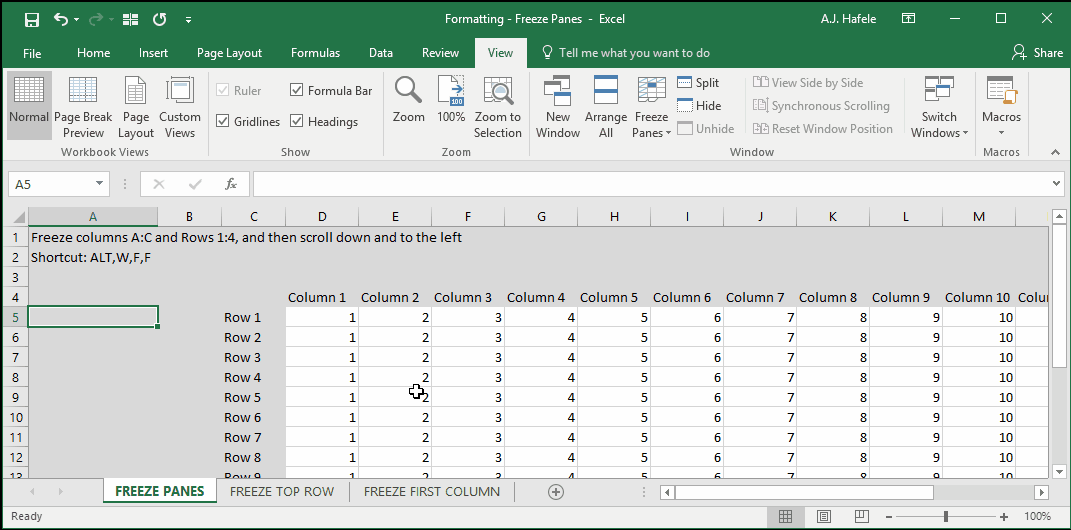 Formatting - Freeze Panes - Excel
A.J. Hafele
File Home Insert Page Layout Formulas Data Review View Tell me what you want to do Share
Normal
Page Break Preview
Page Layout
Custom Views
Workbook Views
Ruler
Formula Bar
Gridlines
Headings
Show
Zoom
100%
100
Zoom to Selection
Zoom
New Window
Arrange All
Freeze Panes
Split
Hide
Unhide
View Side by Side
Synchronous Scrolling
Reset Window Position
Window
Switch Windows
Macros
Macros
A5
fx
A B C D E F G H I J K L M
1 Freeze columns A:C and Rows 1:4, and then scroll down and to the left
2 Shortcut: ALT,W,F,F
3
4 Column 1 Column 2 Column 3 Column 4 Column 5 Column 6 Column 7 Column 8 Column 9 Column 10 Colu
5 Row 1 1 2 3 4 5 6 7 8 9 10
6 Row 2 1 2 3 4 5 6 7 8 9 10
7 Row 3 1 2 3 4 5 6 7 8 9 10
8 Row 4 1 2 3 4 5 6 7 8 9 10
9 Row 5 1 2 3 4 5 6 7 8 9 10
10 Row 6 1 2 3 4 5 6 7 8 9 10
11 Row 7 1 2 3 4 5 6 7 8 9 10
12 Row 8 1 2 3 4 5 6 7 8 9 10
13 Row 9
FREEZE PANES FREEZE TOP ROW FREEZE FIRST COLUMN
Ready
100%